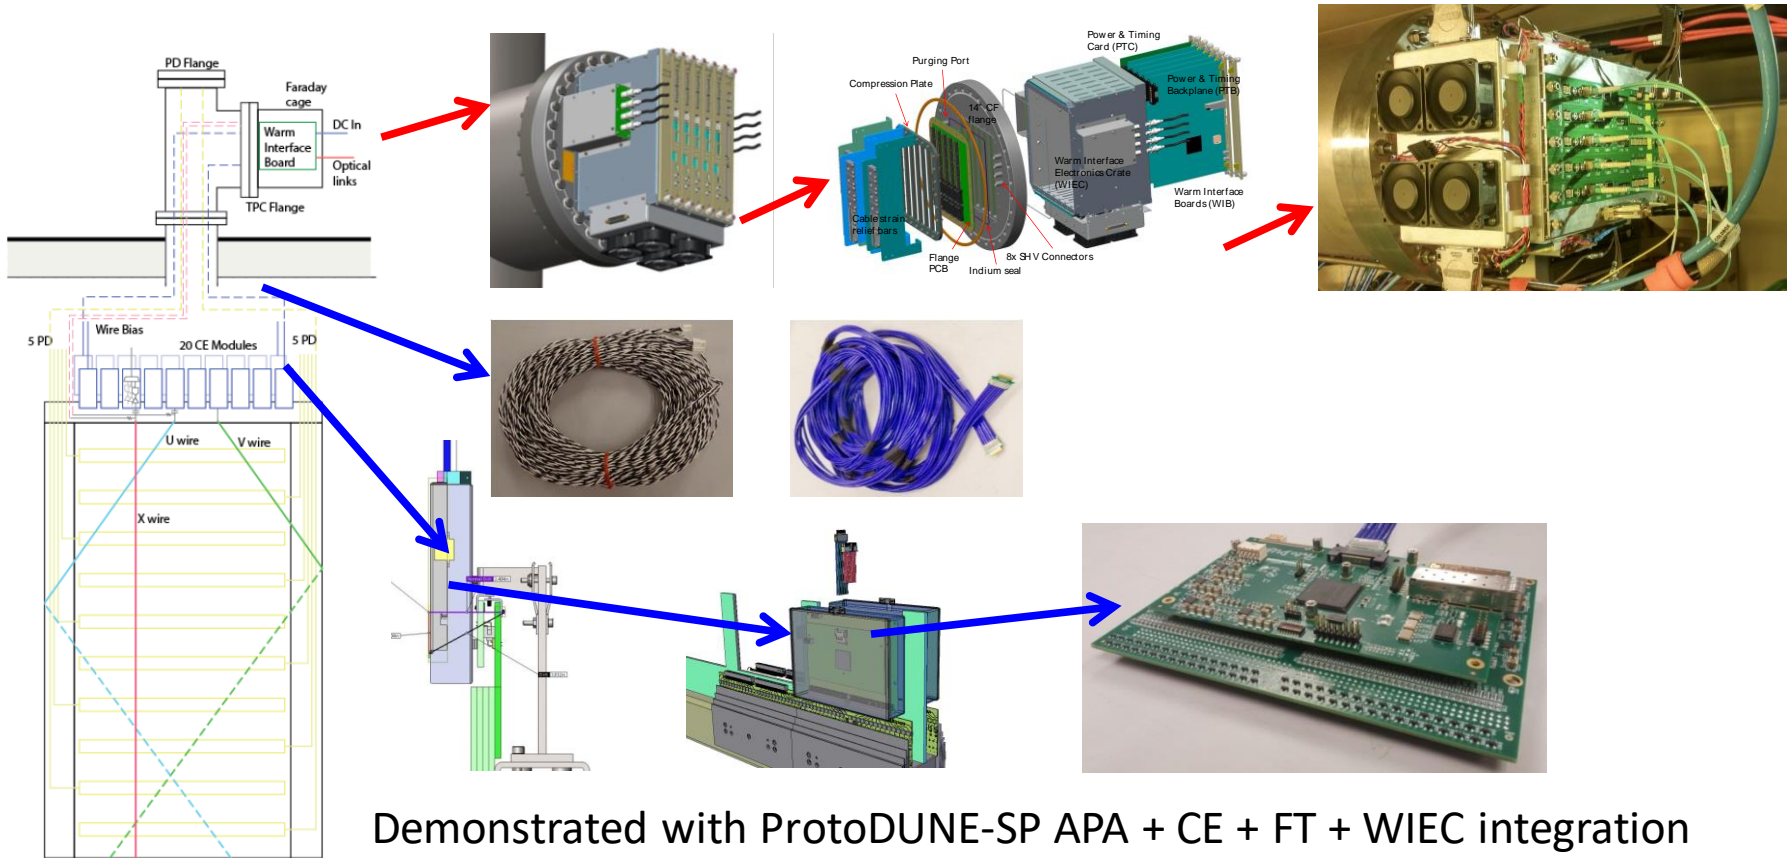 PD Flange
Faraday
cage
Warm
Interface
Board
DC In
Optical
links
TPC Flange
Wire Bias
5 PD
20 CE Modules
5 PD
U wire
V wire
X wire
Purging Port
Compression Plate
14" CF
flange
Cable strain
relief bars
Flange
PCB
Indium seal
8x SHV Connectors
Power & Timing
Card (PTC)
Power & Timing
Backplane (PTB)
Warm Interface
Electronics Crate
(WIEC)
Warm Interface
Boards (WIB)
Demonstrated with ProtoDUNE-SP APA + CE + FT + WIEC integration